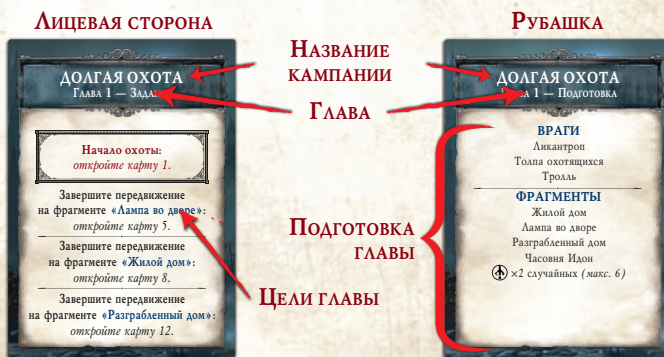 Лицевая сторона
Рубашка
Название
кампании
Глава
Подготовка
главы
Цели главы
ДОЛГАЯ ОХОТА
Глава 1 —
Начало охоты:
откройте карту 1.
Завершите передвижение
на фрагменте «Лампа во дворе»:
откройте карту 5.
Завершите передвижение
на фрагменте «Жилой дом»:
откройте карту 8.
Завершите передвижение
на фрагменте «Разграбленный дом»:
откройте карту 12.
ДОЛГАЯ ОХОТА
1 — Подготовка
ВРАГИ
Ликантроп
Толпа охотящихся
Тролль
ФРАГМЕНТЫ
Жилой дом
Лампа во дворе
Разграбленный дом
Часовня Идон
×2 случайных (макс. 6)